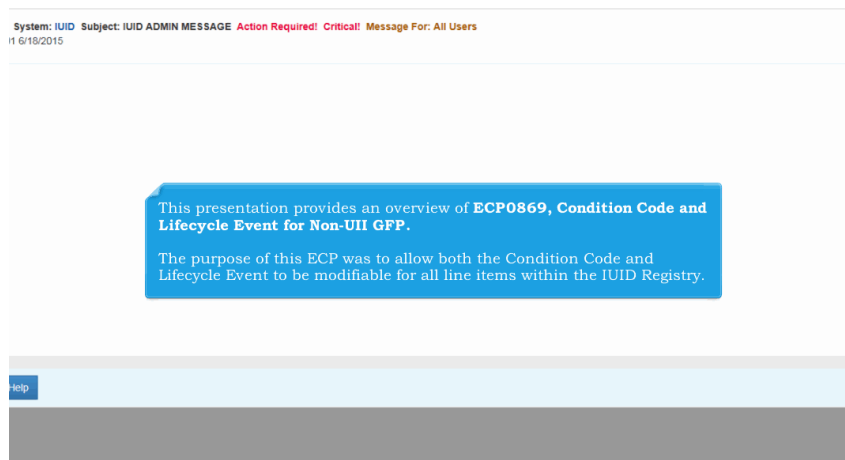 System: IUID Subject: IUID ADMIN MESSAGE Action Required! Critical! Message For: All Users
6/18/2015
This presentation provides an overview of ECP0869, Condition Code and
Lifecycle Event for Non-UII GFP.
The purpose of this ECP was to allow both the Condition Code and
Lifecycle Event to be modifiable for all line items within the IUID Registry.
Help